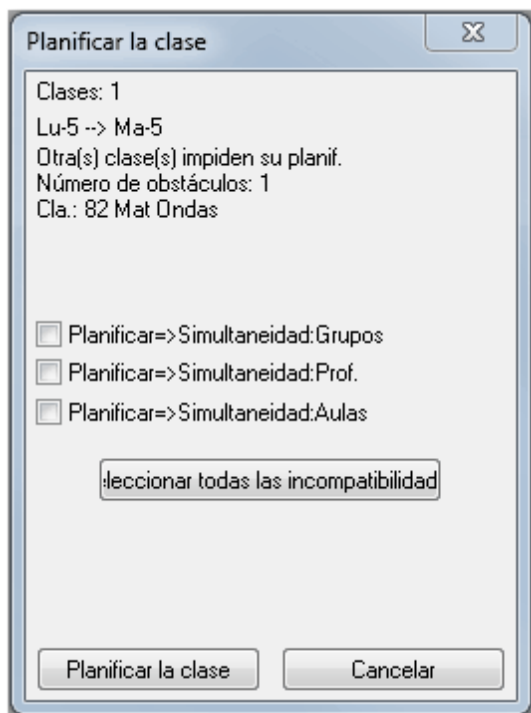 Planificar la clase
Clases: 1
Lu-5 --> Ma-5
Otra(s) clase(s) impiden su planif.
Número de obstáculos: 1
Cla.: 82 Mat Ondas
Planificar=>Simultaneidad:Grupos
Planificar=>Simultaneidad:Prof.
Planificar=>Simultaneidad:Aulas
leccionar todas las incompatibilidad
Planificar la clase
Cancelar